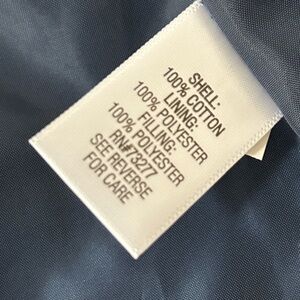 SHELL:
100% COTTON
LINING:
100% POLYESTER
FILLING:
100% POLYESTER
RN#73277
SEE REVERSE
FOR CARE